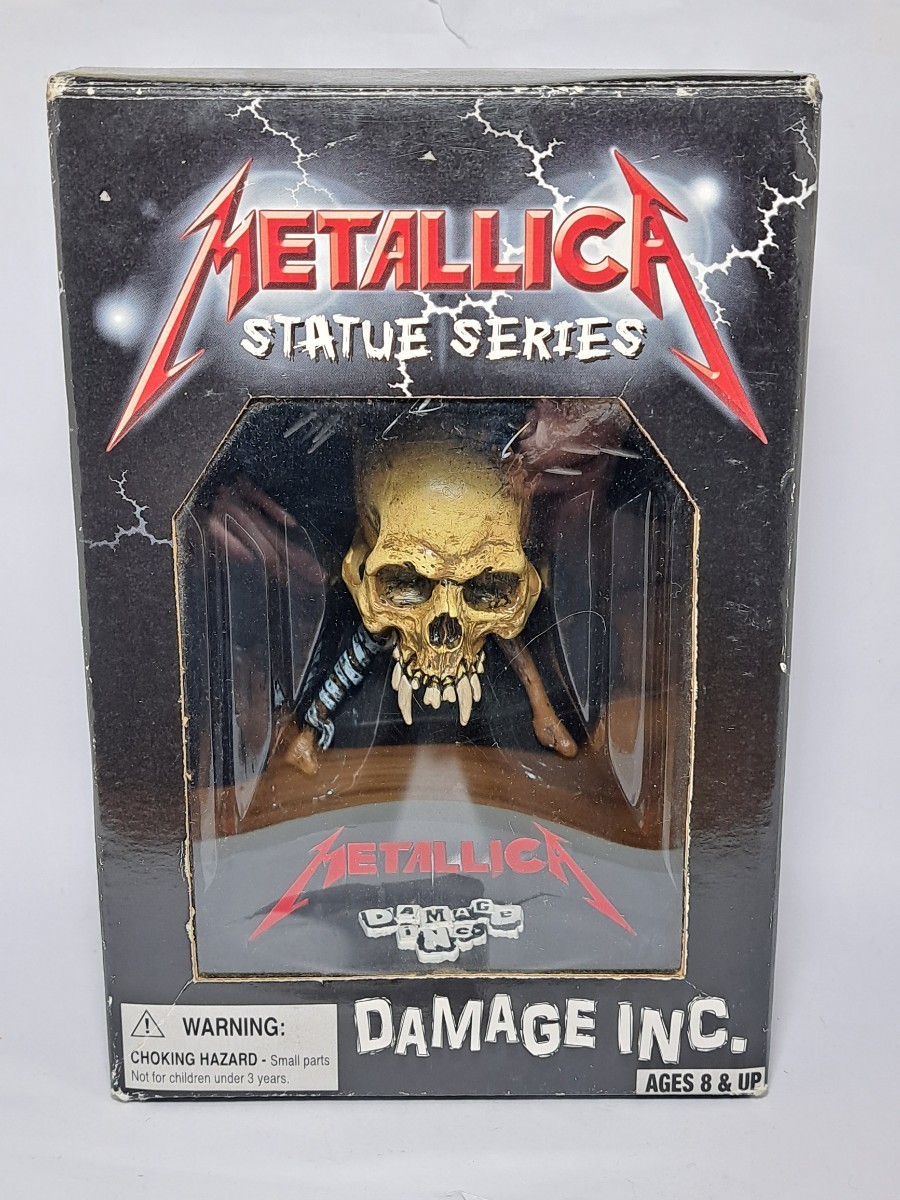 METALLICA
STATUE SERIES
METALLICA
DAMAGE
INC.
DAMAGE INC.
WARNING:
CHOKING HAZARD - Small parts
Not for children under 3 years.
AGES 8 & UP